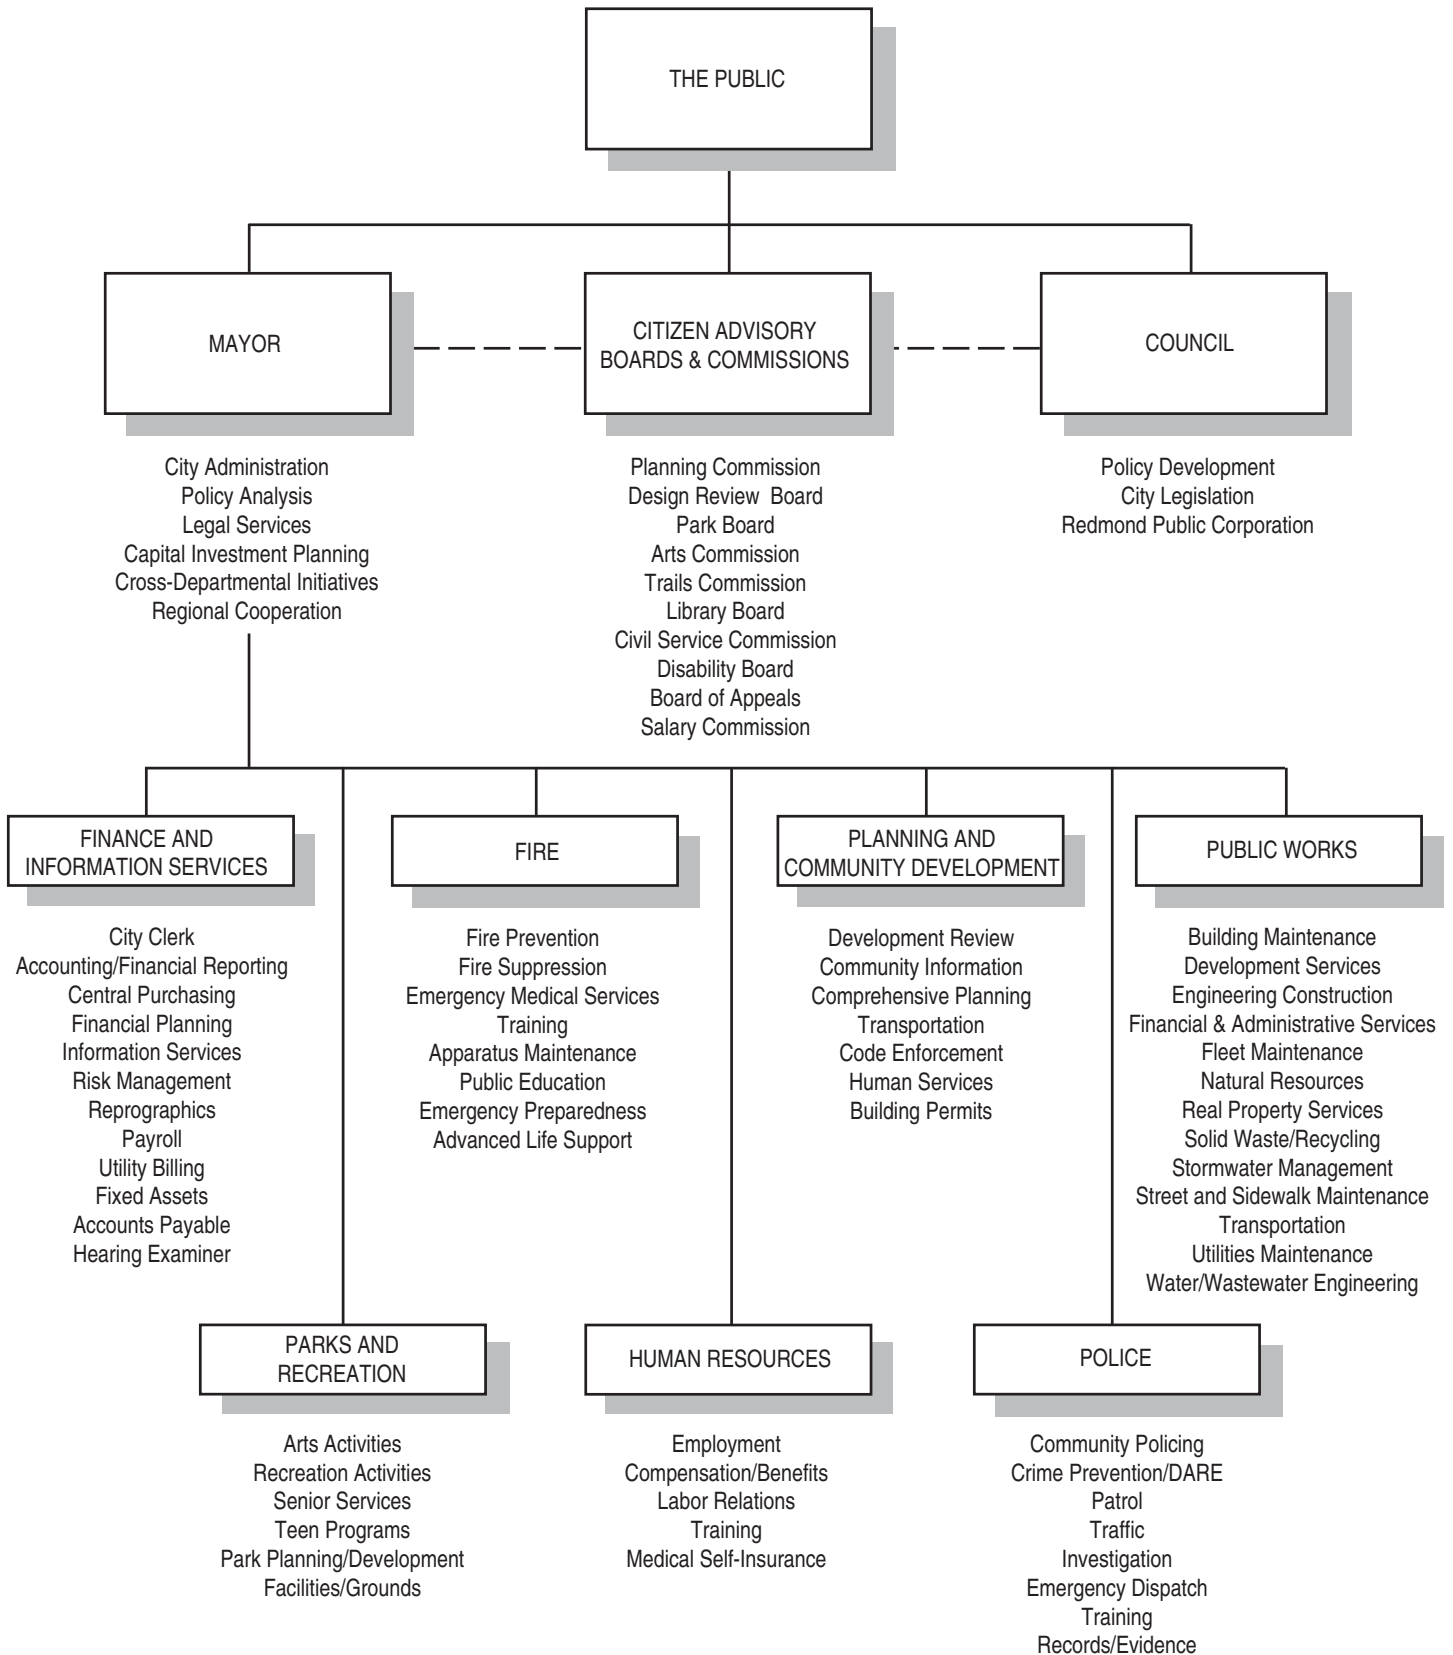 THE PUBLIC
MAYOR
CITIZEN ADVISORY
BOARDS & COMMISSIONS
COUNCIL
City Administration
Policy Analysis
Legal Services
Capital Investment Planning
Cross-Departmental Initiatives
Regional Cooperation
Planning Commission
Design Review Board
Park Board
Arts Commission
Trails Commission
Library Board
Civil Service Commission
Disability Board
Board of Appeals
Salary Commission
Policy Development
City Legislation
Redmond Public Corporation
FINANCE AND
INFORMATION SERVICES
City Clerk
Accounting/Financial Reporting
Central Purchasing
Financial Planning
Information Services
Risk Management
Reprographics
Payroll
Utility Billing
Fixed Assets
Accounts Payable
Hearing Examiner
FIRE
Fire Prevention
Fire Suppression
Emergency Medical Services
Training
Apparatus Maintenance
Public Education
Emergency Preparedness
Advanced Life Support
PLANNING AND
COMMUNITY DEVELOPMENT
Development Review
Community Information
Comprehensive Planning
Transportation
Code Enforcement
Human Services
Building Permits
PUBLIC WORKS
Building Maintenance
Development Services
Engineering Construction
Financial & Administrative Services
Fleet Maintenance
Natural Resources
Real Property Services
Solid Waste/Recycling
Stormwater Management
Street and Sidewalk Maintenance
Transportation
Utilities Maintenance
Water/Wastewater Engineering
PARKS AND
RECREATION
Arts Activities
Recreation Activities
Senior Services
Teen Programs
Park Planning/Development
Facilities/Grounds
HUMAN RESOURCES
Employment
Compensation/Benefits
Labor Relations
Training
Medical Self-Insurance
POLICE
Community Policing
Crime Prevention/DARE
Patrol
Traffic
Investigation
Emergency Dispatch
Training
Records/Evidence